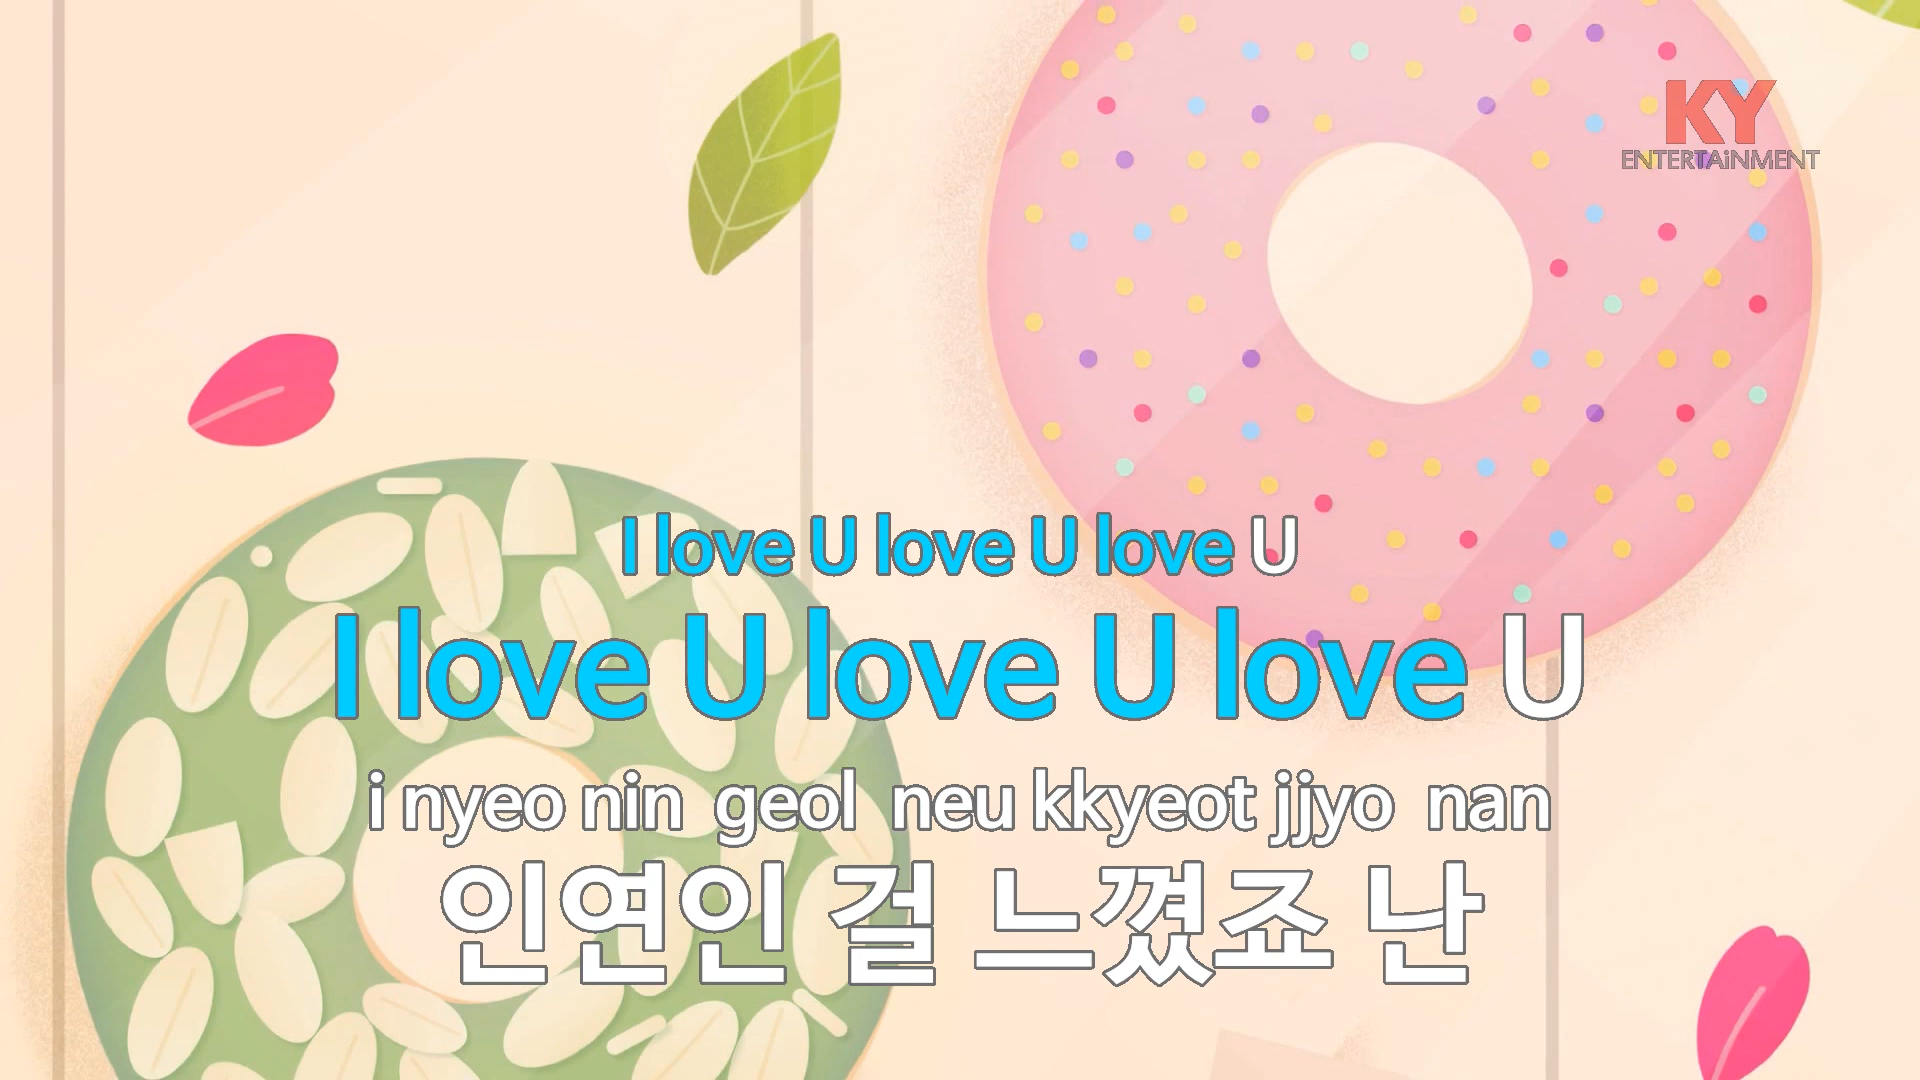 KY
ENTERTAiNMENT
I love U love U love U
I love U love U love U
i nyeo nin geol neu kkyeot jjyo nan
인연인 걸 느꼈죠 난